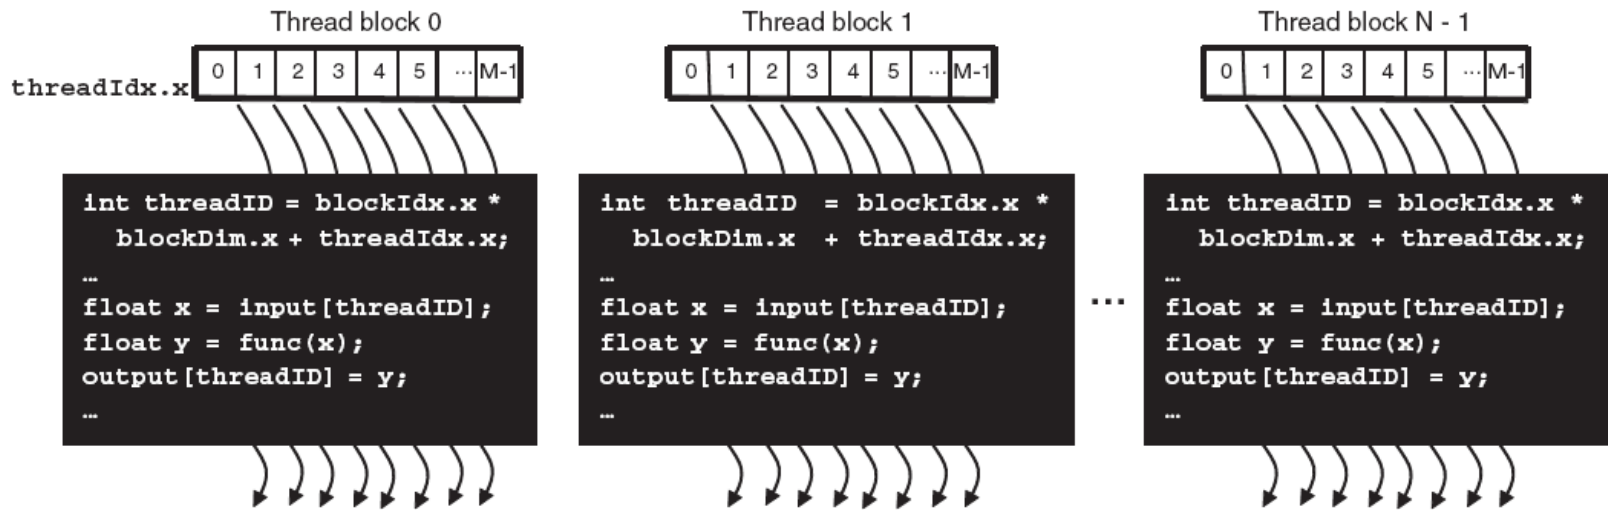 Thread block 0
threadIdx.x 0 1 2 3 4 5 ... M-1
int threadID = blockIdx.x *
blockDim.x + threadIdx.x;
…
float x = input[threadID];
float y = func(x);
output[threadID] = y;
…
Thread block 1
0 1 2 3 4 5 ... M-1
int threadID = blockIdx.x *
blockDim.x + threadIdx.x;
…
float x = input[threadID];
float y = func(x);
output[threadID] = y;
…
...
Thread block N - 1
0 1 2 3 4 5 ... M-1
int threadID = blockIdx.x *
blockDim.x + threadIdx.x;
…
float x = input[threadID];
float y = func(x);
output[threadID] = y;
…